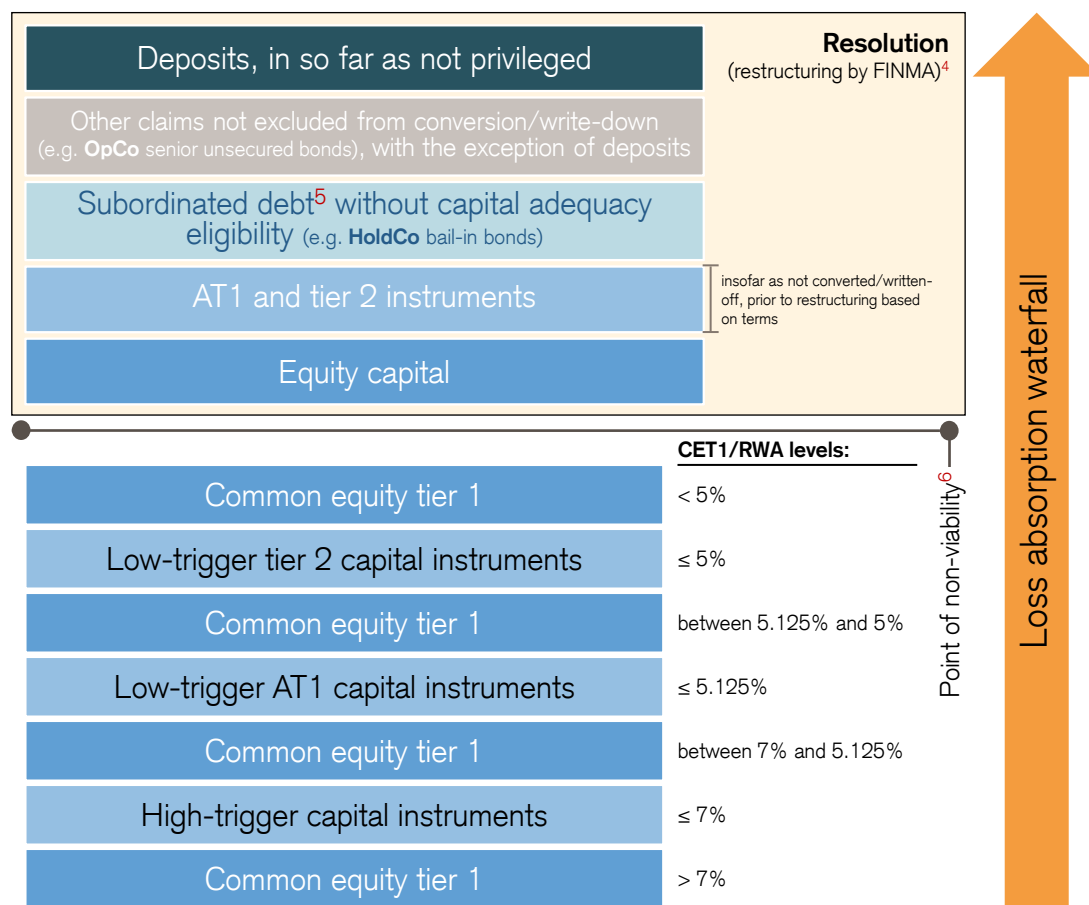 Deposits, in so far as not privileged
Resolution
(restructuring by FINMA)4
Other claims not excluded from conversion/write-down
(e.g. OpCo senior unsecured bonds), with the exception of deposits
Subordinated debt5 without capital adequacy
eligibility (e.g. HoldCo bail-in bonds)
AT1 and tier 2 instruments
insofar as not converted/written-
off, prior to restructuring based
on terms
Equity capital
CET1/RWA levels:
Common equity tier 1
< 5%
Low-trigger tier 2 capital instruments
≤ 5%
Common equity tier 1
between 5.125% and 5%
Low-trigger AT1 capital instruments
≤ 5.125%
Common equity tier 1
between 7% and 5.125%
High-trigger capital instruments
≤ 7%
Common equity tier 1
> 7%
Point of non-viability6
Loss absorption waterfall